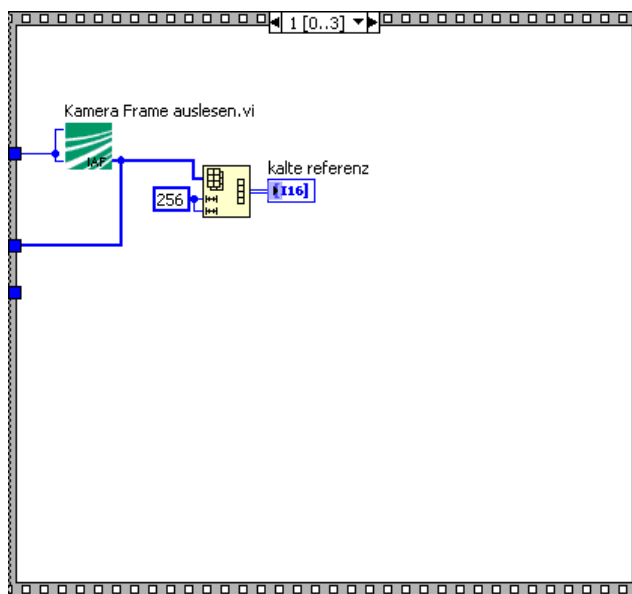 1 [0..3]
Kamera Frame auslesen.vi
IAF
kalte referenz
I16]
256